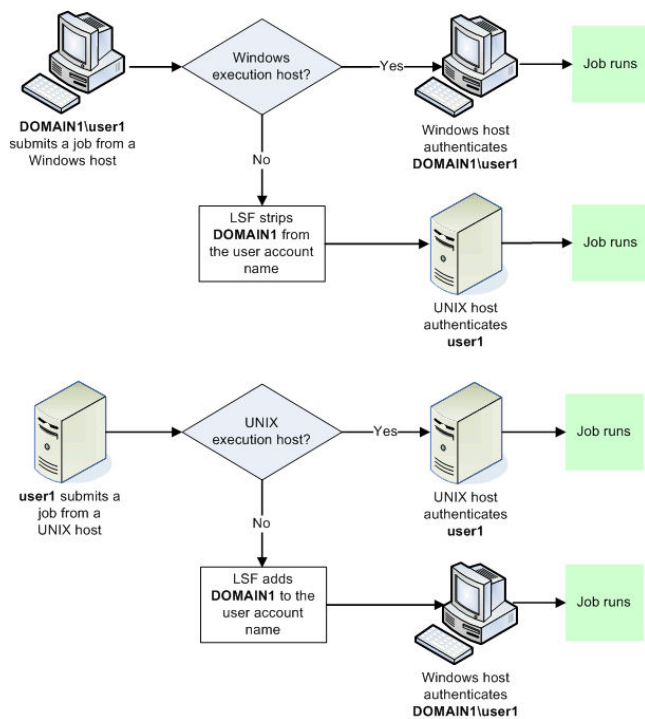 Windows
execution host?
Yes
Job runs
DOMAIN1\user1
submits a job from a
Windows host
Windows host
authenticates
DOMAIN1\user1
No
LSF strips
DOMAIN1 from
the user account
name
Job runs
UNIX host
authenticates
user1
UNIX
execution host?
Yes
Job runs
user1 submits a
job from a
UNIX host
UNIX host
authenticates
user1
No
LSF adds
DOMAIN1 to the
user account
name
Job runs
Windows host
authenticates
DOMAIN1\user1